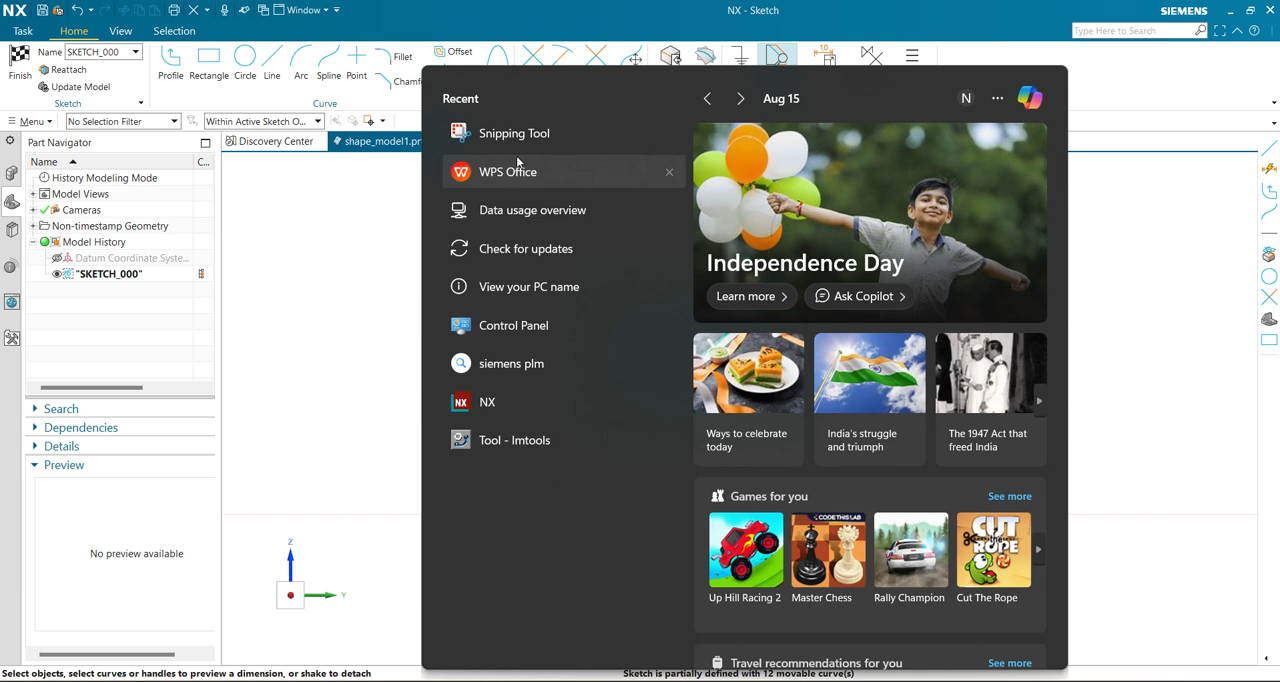 NX Window NX - Sketch SIEMENS
Task Home View Selection Type Here to Search
Finish Name SKETCH_000 Reattach Update Model Sketch
Profile Rectangle Circle Line Arc Spline Point Fillet Chamf Offset Curve
10
Menu No Selection Filter Within Active Sketch O...
Part Navigator
Name C...
History Modeling Mode
Model Views
Cameras
Non-timestamp Geometry
Model History
Datum Coordinate Syste...
"SKETCH_000"
Search
Dependencies
Details
Preview
No preview available
Discovery Center shape_model1.pr
Z
Y
Recent
Snipping Tool
WPS Office
Data usage overview
Check for updates
View your PC name
Control Panel
siemens plm
NX NX
Tool - Imtools
Aug 15 N
Independence Day
Learn more Ask Copilot
Ways to celebrate today
India's struggle and triumph
The 1947 Act that freed India
Games for you See more
CODE THIS LAB
CUT THE ROPE
Up Hill Racing 2 Master Chess Rally Champion Cut The Rope
Travel recommendations for you See more
Select objects, select curves or handles to preview a dimension, or shake to detach Sketch is partially defined with 12 movable curve(s)